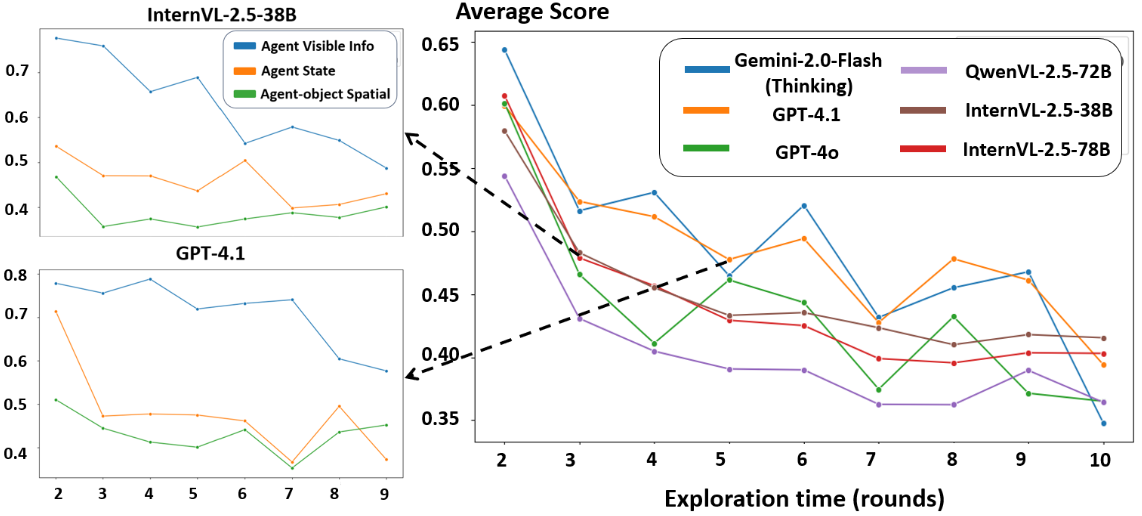 InternVL-2.5-38B
Agent Visible Info
Agent State
Agent-object Spatial
0.7
0.6
0.5
0.4
GPT-4.1
0.8
0.7
0.6
0.5
0.4
2 3 4 5 6 7 8 9
Average Score
Gemini-2.0-Flash
(Thinking)
GPT-4.1
GPT-4o
QwenVL-2.5-72B
InternVL-2.5-38B
InternVL-2.5-78B
0.65
0.60
0.55
0.50
0.45
0.40
0.35
2 3 4 5 6 7 8 9 10
Exploration time (rounds)